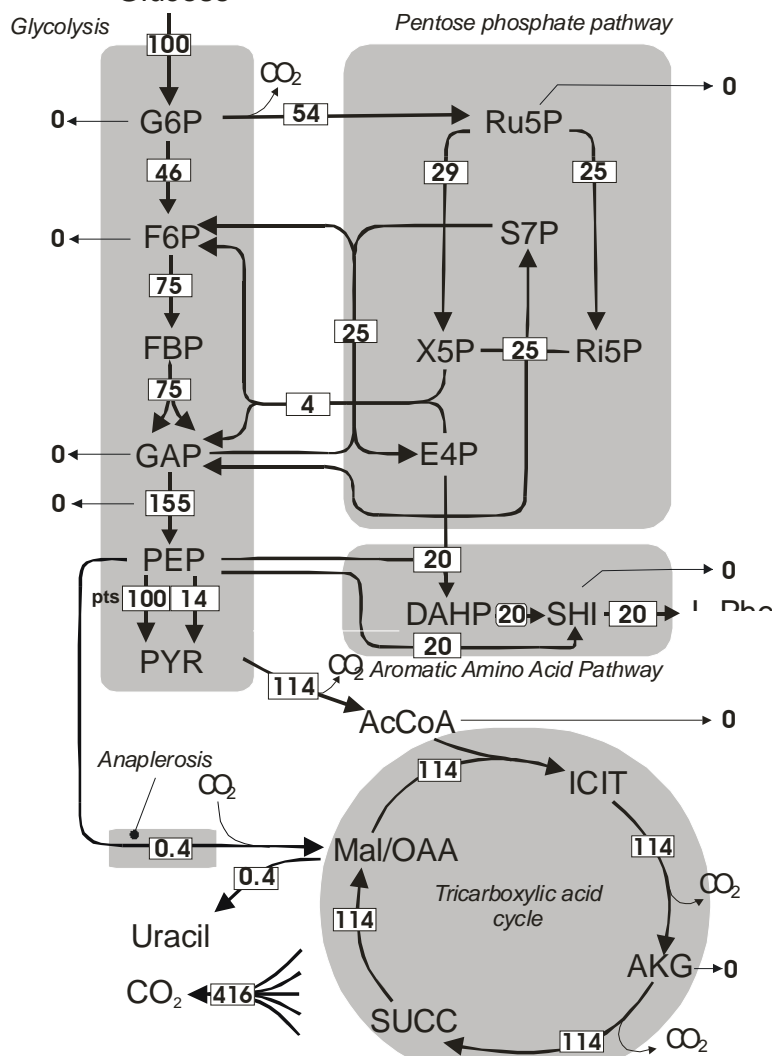 Glycolysis
Pentose phosphate pathway
100
CO2
0
G6P
54
Ru5P
0
46
29
25
0
F6P
S7P
75
25
FBP
X5P
25
Ri5P
75
4
0
GAP
E4P
0
155
PEP
20
0
pts
100
14
DAHP
20
SHI
20
PYR
20
CO2
Aromatic Amino Acid Pathway
114
AcCoA
0
Anaplerosis
114
ICIT
CO2
0.4
Mal/OAA
114
0.4
CO2
Tricarboxylic acid
cycle
114
Uracil
AKG
0
CO2
416
SUCC
114
CO2